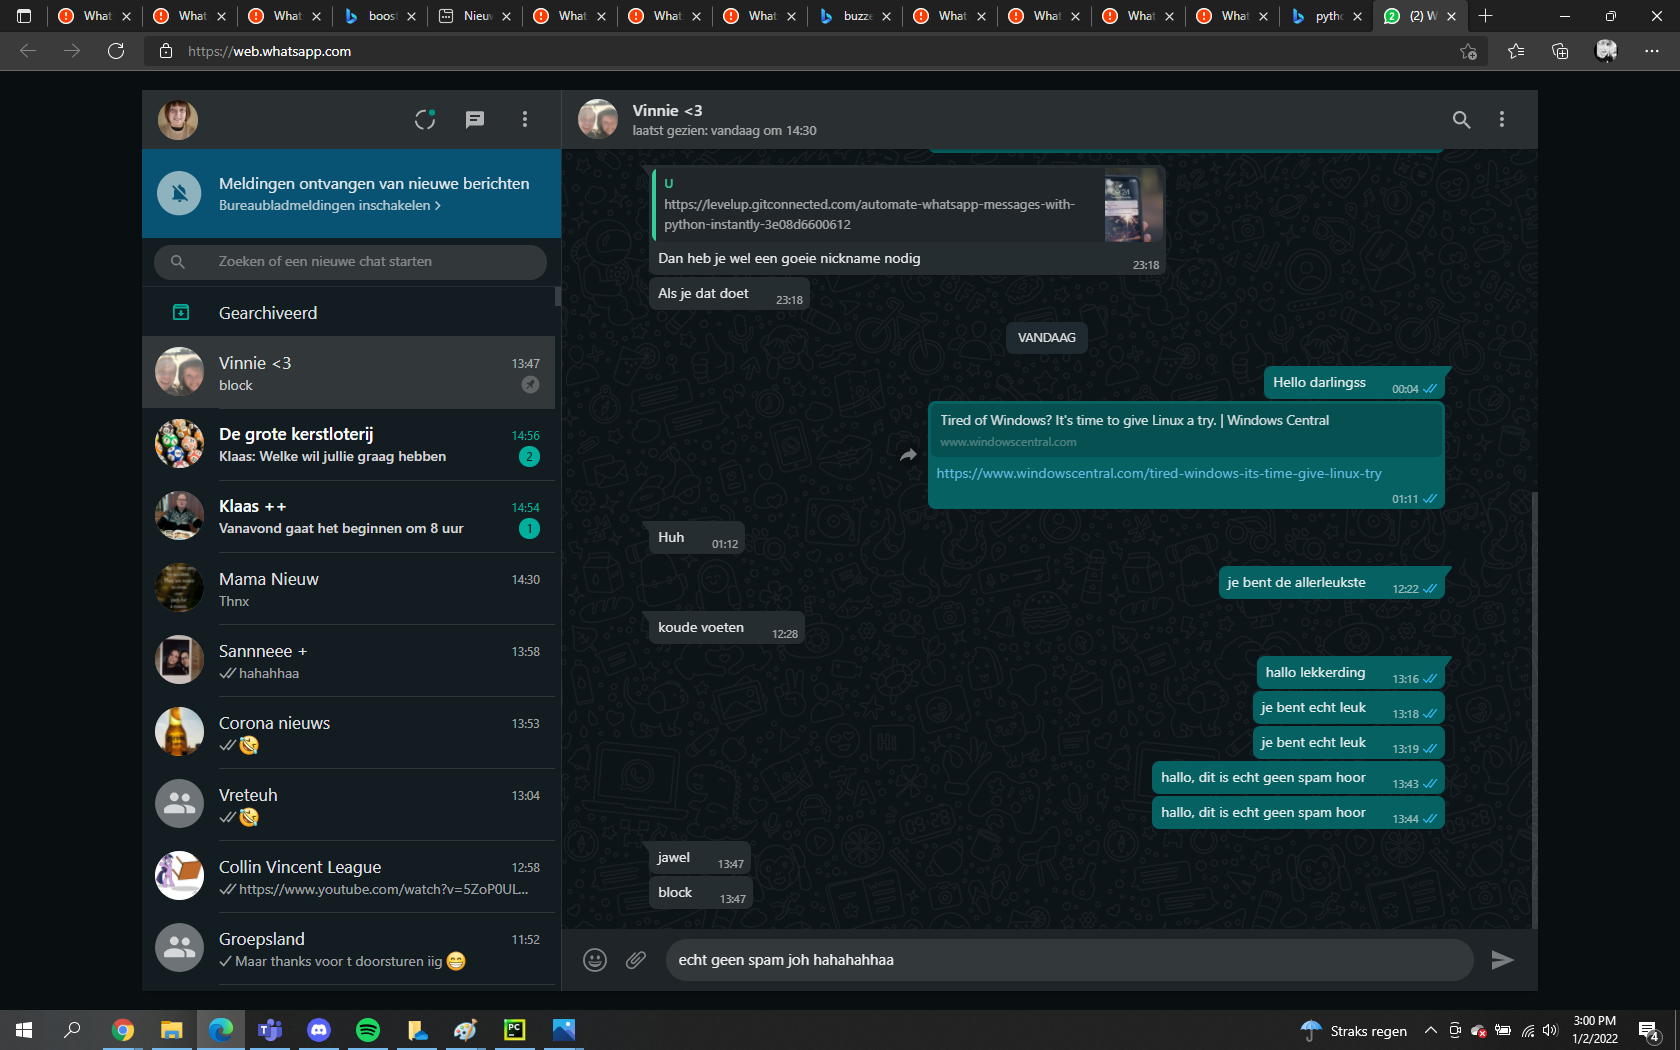 What
What
What
boost
Nieuw
What
What
What
buzze
What
What
What
What
pytho
(2) W
https://web.whatsapp.com
Vinnie <3
laatst gezien: vandaag om 14:30
Meldingen ontvangen van nieuwe berichten
Bureaubladmeldingen inschakelen >
Zoeken of een nieuwe chat starten
Gearchiveerd
Vinnie <3 13:47
block
De grote kerstloterij 14:56
Klaas: Welke wil jullie graag hebben 2
Klaas ++ 14:54
Vanavond gaat het beginnen om 8 uur 1
Mama Nieuw 14:30
Thnx
Sannneee + 13:58
hahahhaa
Corona nieuws 13:53
🤣
Vreteuh 13:04
🤣
Collin Vincent League 12:58
https://www.youtube.com/watch?v=5ZoP0UL...
Groepsland 11:52
Maar thanks voor t doorsturen iig 😁
U
https://levelup.gitconnected.com/automate-whatsapp-messages-with-
python-instantly-3e08d6600612
Dan heb je wel een goeie nickname nodig 23:18
Als je dat doet 23:18
VANDAAG
Hello darlingss 00:04
Tired of Windows? It's time to give Linux a try. | Windows Central
www.windowscentral.com
https://www.windowscentral.com/tired-windows-its-time-give-linux-try
01:11
Huh 01:12
je bent de allerleukste 12:22
koude voeten 12:28
hallo lekkerding 13:16
je bent echt leuk 13:18
je bent echt leuk 13:19
hallo, dit is echt geen spam hoor 13:43
hallo, dit is echt geen spam hoor 13:44
jawel 13:47
block 13:47
echt geen spam joh hahahahhaa
PC
Straks regen
3:00 PM
1/2/2022
4